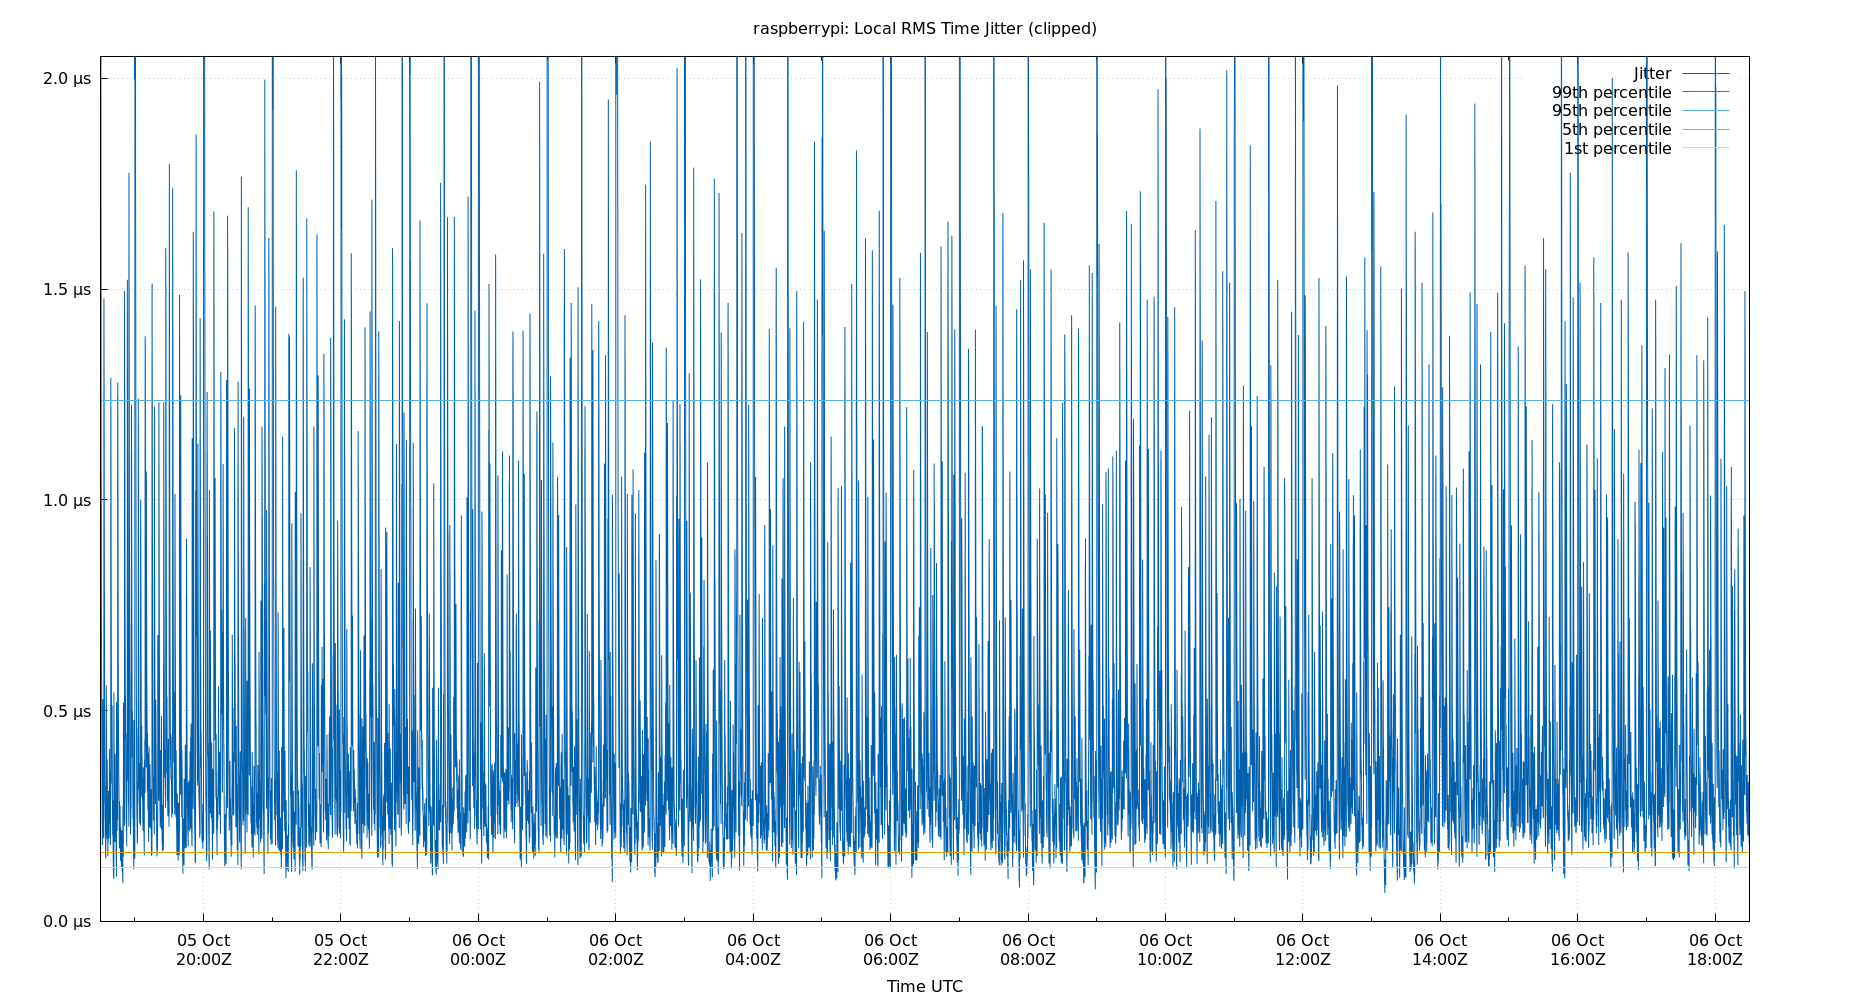 raspberrypi: Local RMS Time Jitter (clipped)
2.0 µs
1.5 µs
1.0 µs
0.5 µs
0.0 µs
Jitter
99th percentile
95th percentile
5th percentile
1st percentile
05 Oct
20:00Z
05 Oct
22:00Z
06 Oct
00:00Z
06 Oct
02:00Z
06 Oct
04:00Z
06 Oct
06:00Z
06 Oct
08:00Z
06 Oct
10:00Z
06 Oct
12:00Z
06 Oct
14:00Z
06 Oct
16:00Z
06 Oct
18:00Z
Time UTC